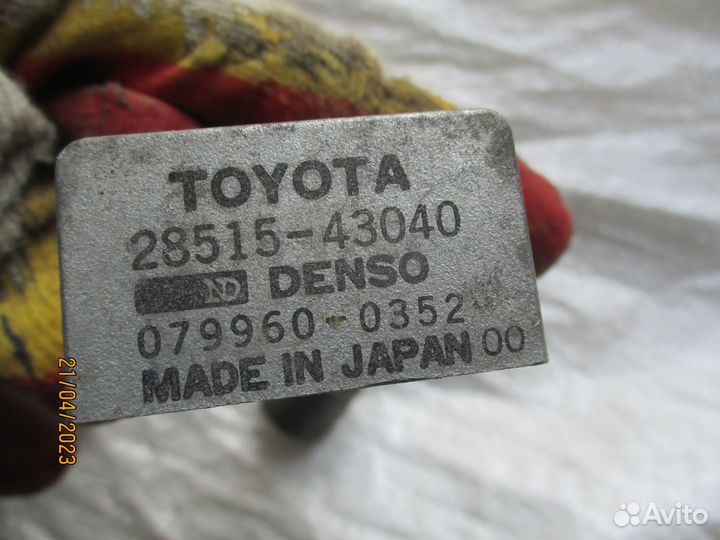 TOYOTA
28515-43040
ND DENSO
079960-0352
MADE IN JAPAN 00
21/04/2023
Avito